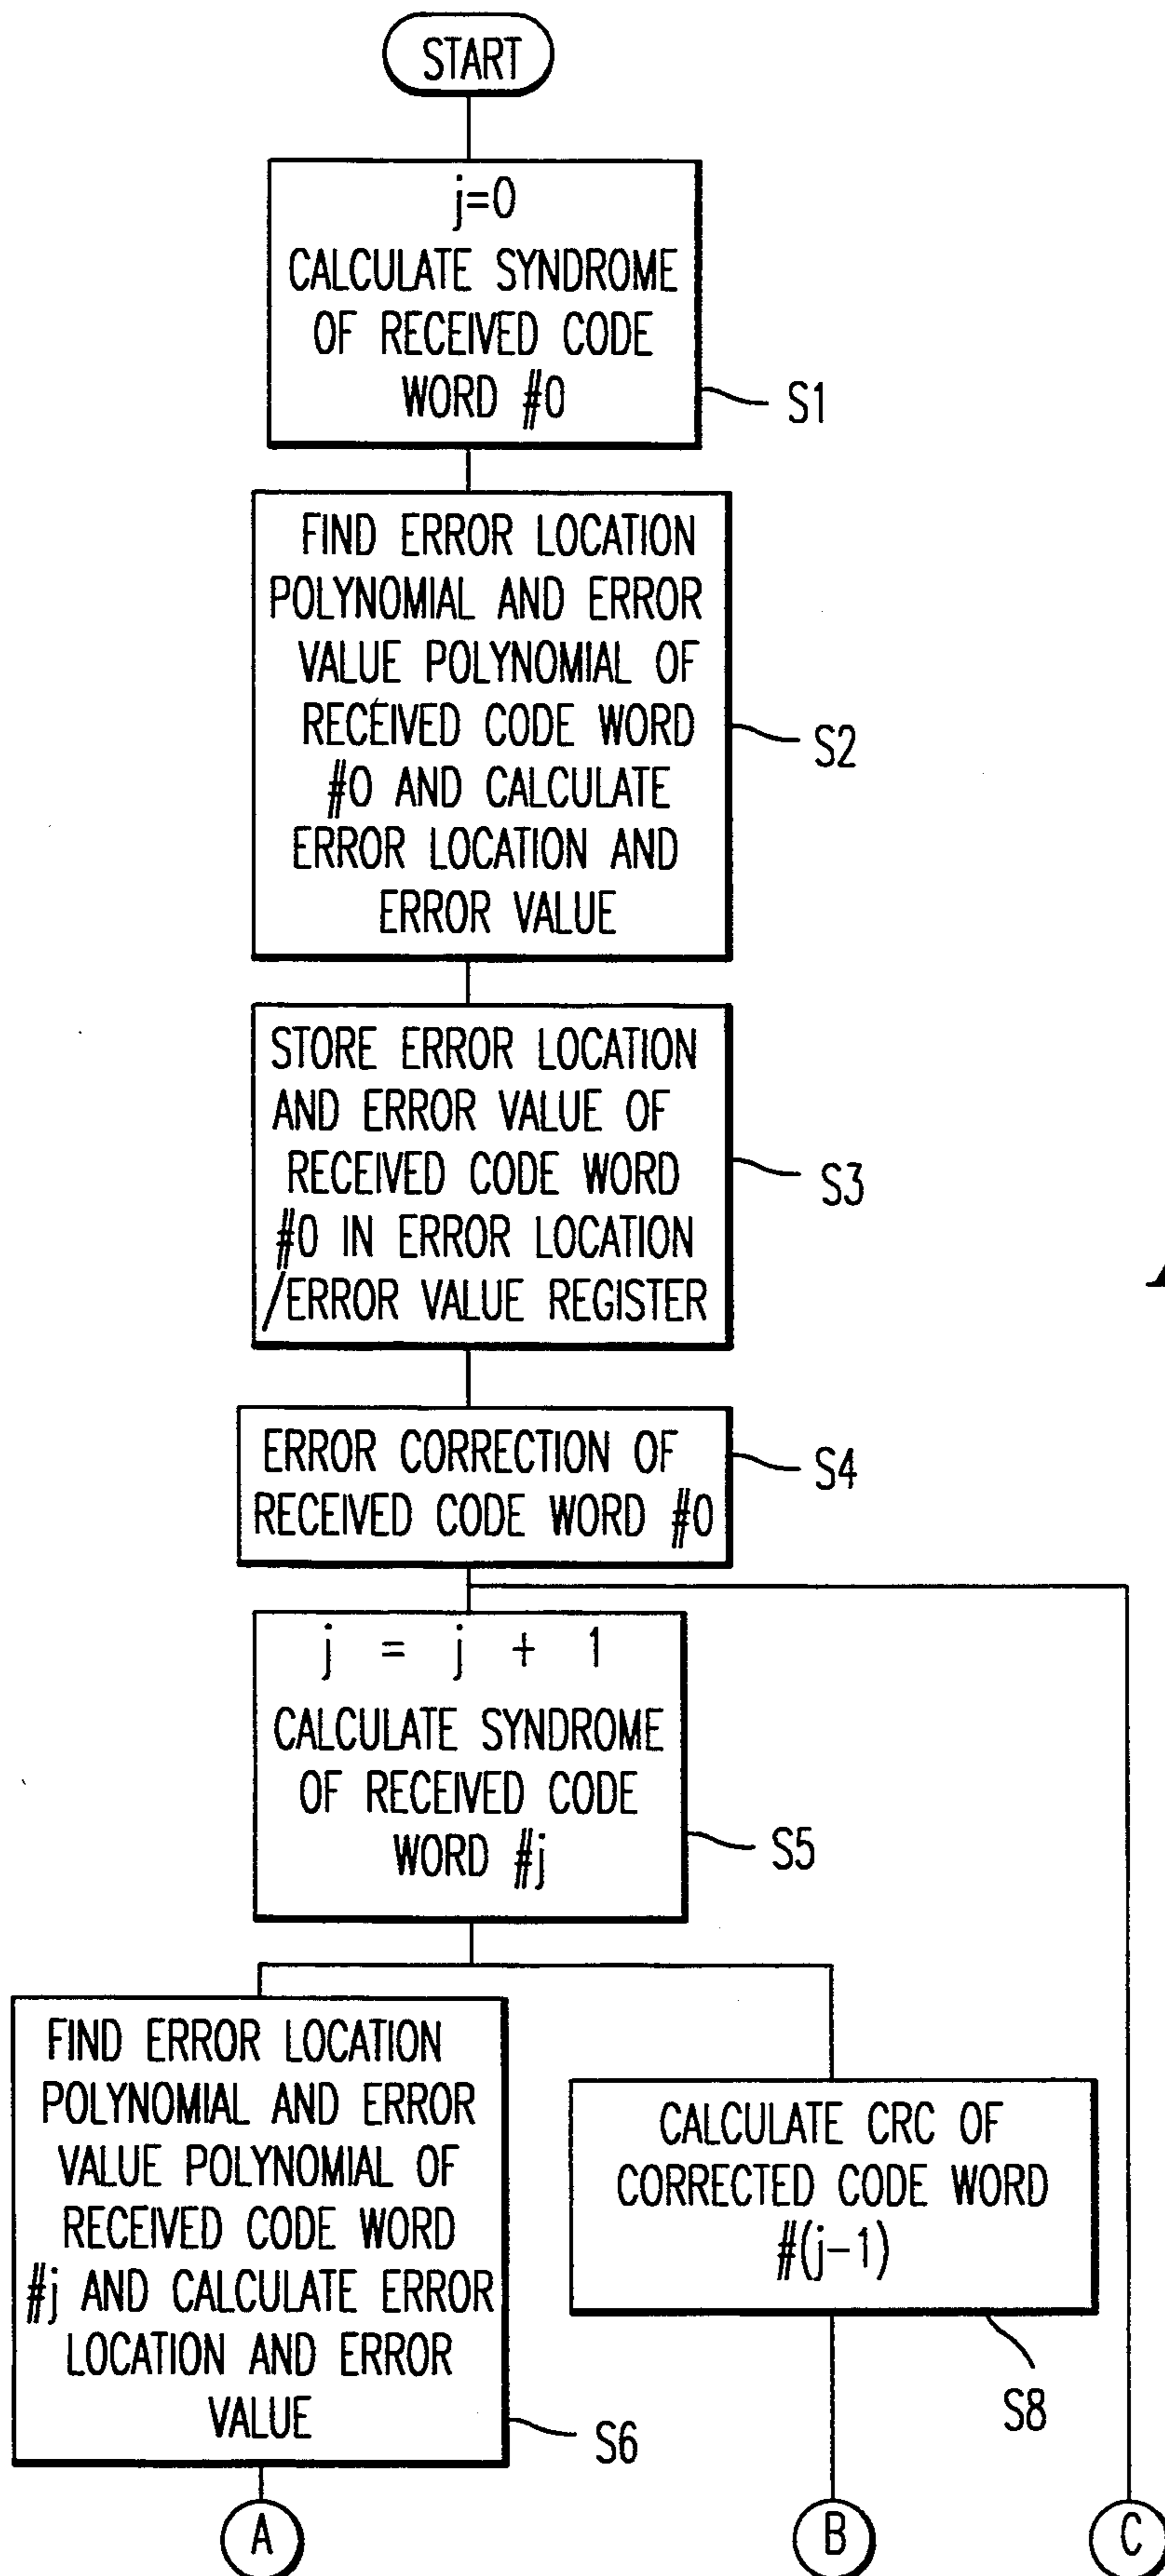 START
j=0
CALCULATE SYNDROME
OF RECEIVED CODE
WORD #0
S1
FIND ERROR LOCATION
POLYNOMIAL AND ERROR
VALUE POLYNOMIAL OF
RECEIVED CODE WORD
#0 AND CALCULATE
ERROR LOCATION AND
ERROR VALUE
S2
STORE ERROR LOCATION
AND ERROR VALUE OF
RECEIVED CODE WORD
#0 IN ERROR LOCATION
/ERROR VALUE REGISTER
S3
ERROR CORRECTION OF
RECEIVED CODE WORD #0
S4
j = j + 1
CALCULATE SYNDROME
OF RECEIVED CODE
WORD #j
S5
FIND ERROR LOCATION
POLYNOMIAL AND ERROR
VALUE POLYNOMIAL OF
RECEIVED CODE WORD
#j AND CALCULATE ERROR
LOCATION AND ERROR
VALUE
S6
CALCULATE CRC OF
CORRECTED CODE WORD
#(j-1)
S8
A
B
C